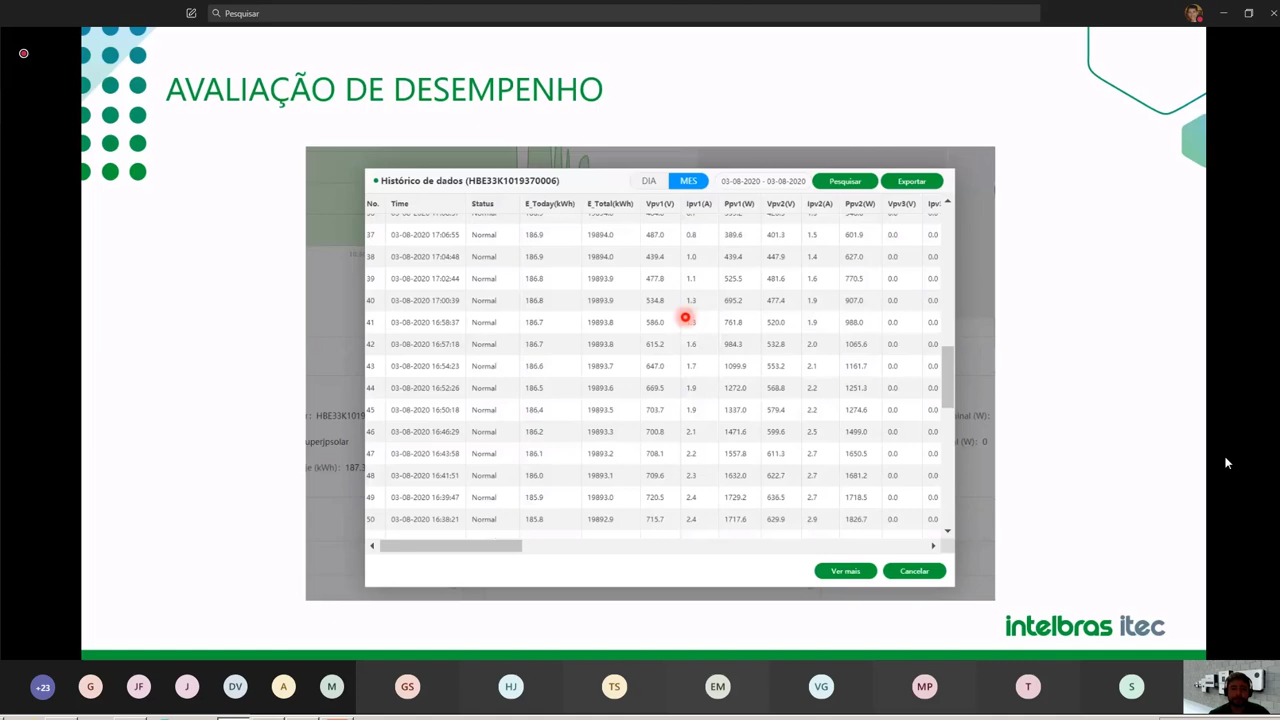 Pesquisar
AVALIAÇÃO DE DESEMPENHO
Histórico de dados (HBE33K1019370006) DIA MES 03-08-2020 - 03-08-2020 Pesquisar Exportar
No. Time Status E_Today(kWh) E_Total(kWh) Vpv1(V) Ipv1(A) Ppv1(W) Vpv2(V) Ipv2(A) Ppv2(W) Vpv3(V)
37 03-08-2020 17:06:55 Normal 186.9 19894.0 487.0 0.8 389.6 401.3 1.5 601.9 0.0 0.0
38 03-08-2020 17:04:48 Normal 186.9 19894.0 439.4 1.0 439.4 447.9 1.4 627.0 0.0 0.0
39 03-08-2020 17:02:44 Normal 186.8 19893.9 477.8 1.1 525.5 481.6 1.6 770.5 0.0 0.0
40 03-08-2020 17:00:39 Normal 186.8 19893.9 534.8 1.3 695.2 477.4 1.9 907.0 0.0 0.0
41 03-08-2020 16:58:37 Normal 186.7 19893.8 586.0 761.8 520.0 1.9 988.0 0.0 0.0
42 03-08-2020 16:57:18 Normal 186.7 19893.8 615.2 1.6 984.3 532.8 2.0 1065.6 0.0 0.0
43 03-08-2020 16:54:23 Normal 186.6 19893.7 647.0 1.7 1099.9 553.2 2.1 1161.7 0.0 0.0
44 03-08-2020 16:52:26 Normal 186.5 19893.6 669.5 1.9 1272.0 568.8 2.2 1251.3 0.0 0.0
45 03-08-2020 16:50:18 Normal 186.4 19893.5 703.7 1.9 1337.0 579.4 2.2 1274.6 0.0 0.0
46 03-08-2020 16:46:29 Normal 186.2 19893.3 700.8 2.1 1471.6 599.6 2.5 1499.0 0.0 0.0
47 03-08-2020 16:43:58 Normal 186.1 19893.2 708.1 2.2 1557.8 611.3 2.7 1650.5 0.0 0.0
48 03-08-2020 16:41:51 Normal 186.0 19893.1 709.6 2.3 1632.0 622.7 2.7 1681.2 0.0 0.0
49 03-08-2020 16:39:47 Normal 185.9 19893.0 720.5 2.4 1729.2 636.5 2.7 1718.5 0.0 0.0
50 03-08-2020 16:38:21 Normal 185.8 19892.9 715.7 2.4 1717.6 629.9 2.9 1826.7 0.0 0.0
Ver mais Cancelar
intelbras itec
+23 G JF J DV A M GS HJ TS EM VG MP T S